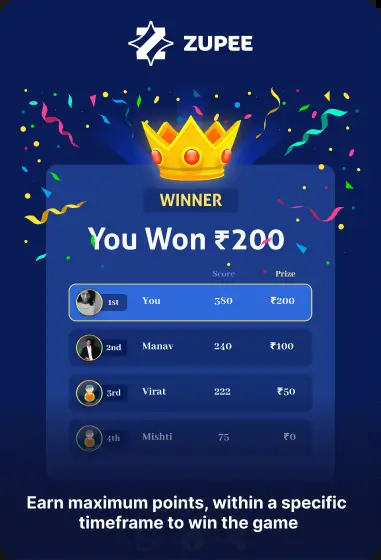 ZUPEE
WINNER
You Won ₹200
Score Prize
1st You 380 ₹200
2nd Manav 240 ₹100
3rd Virat 222 ₹50
4th Mishti 75 ₹0
Earn maximum points, within a specific
timeframe to win the game